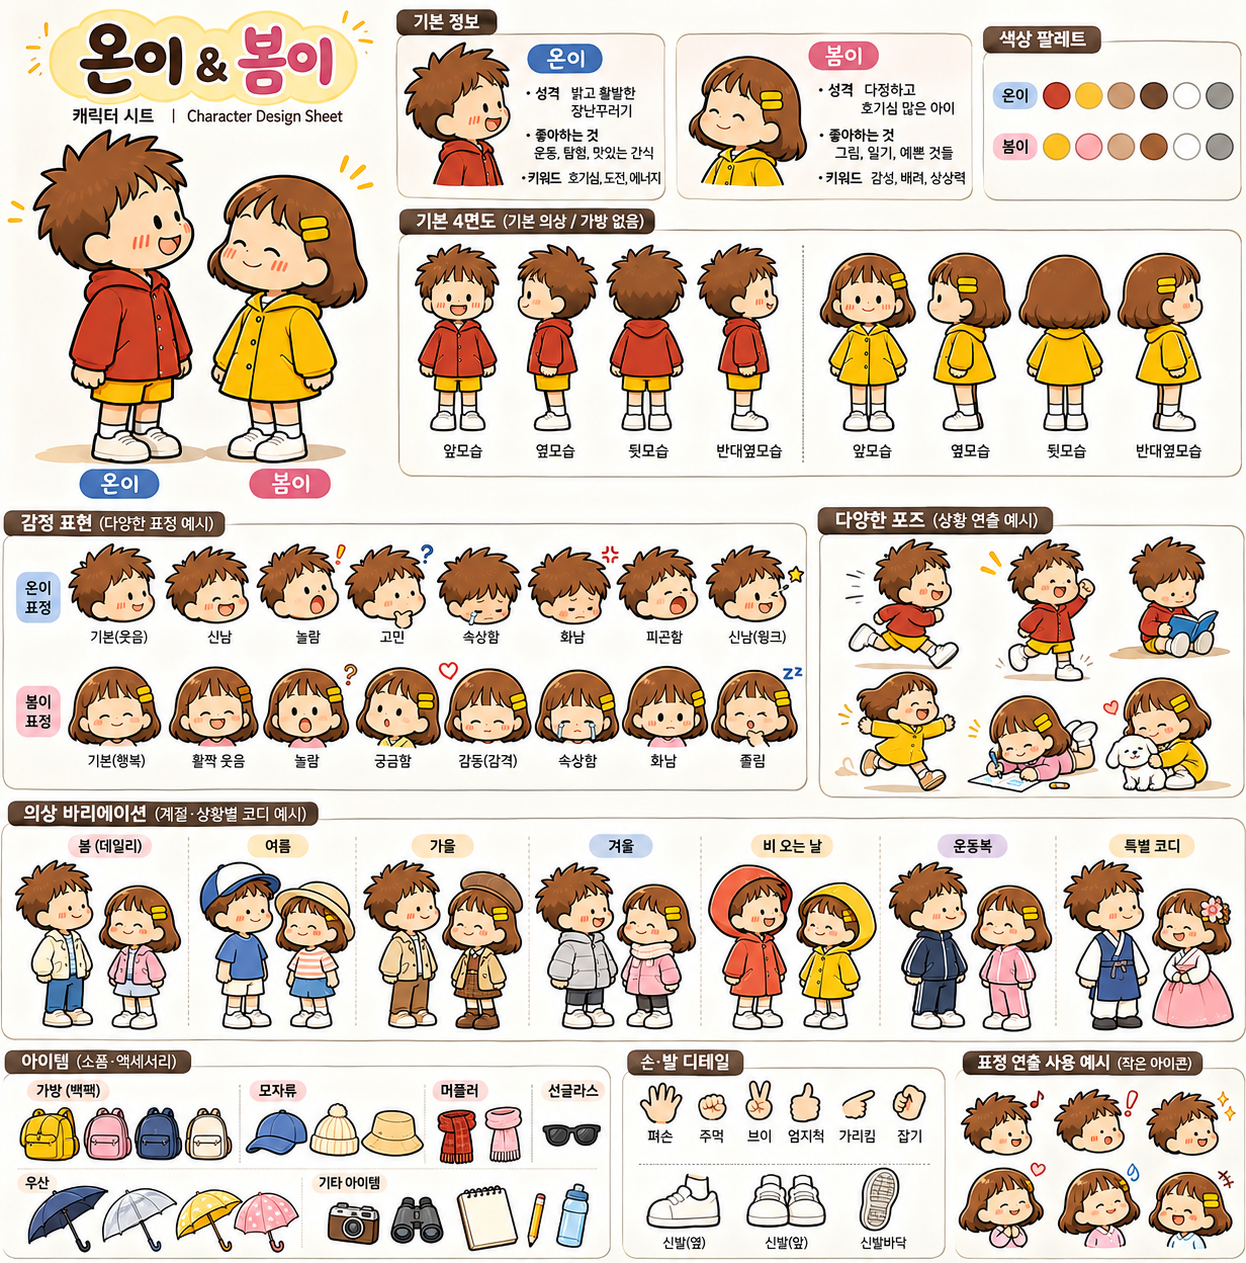 온이 & 봄이
캐릭터 시트 | Character Design Sheet
온이
봄이
기본 정보
온이
• 성격 밝고 활발한
장난꾸러기
• 좋아하는 것
운동, 탐험, 맛있는 간식
• 키워드 호기심, 도전, 에너지
봄이
• 성격 다정하고
호기심 많은 아이
• 좋아하는 것
그림, 일기, 예쁜 것들
• 키워드 감성, 배려, 상상력
색상 팔레트
온이
봄이
기본 4면도 (기본 의상 / 가방 없음)
앞모습 옆모습 뒷모습 반대옆모습
앞모습 옆모습 뒷모습 반대옆모습
감정 표현 (다양한 표정 예시)
온이
표정
! ?
기본(웃음) 신남 놀람 고민 속상함 화남 피곤함 신남(윙크)
봄이
표정
? zz
기본(행복) 활짝 웃음 놀람 궁금함 감동(감격) 속상함 화남 졸림
다양한 포즈 (상황 연출 예시)
의상 바리에이션 (계절·상황별 코디 예시)
봄 (데일리) 여름 가을 겨울 비 오는 날 운동복 특별 코디
아이템 (소품·액세서리)
가방 (백팩) 모자류 머플러 선글라스
우산 기타 아이템
손·발 디테일
펴손 주먹 브이 엄지척 가리킴 잡기
신발(옆) 신발(앞) 신발바닥
표정 연출 사용 예시 (작은 아이콘)
!